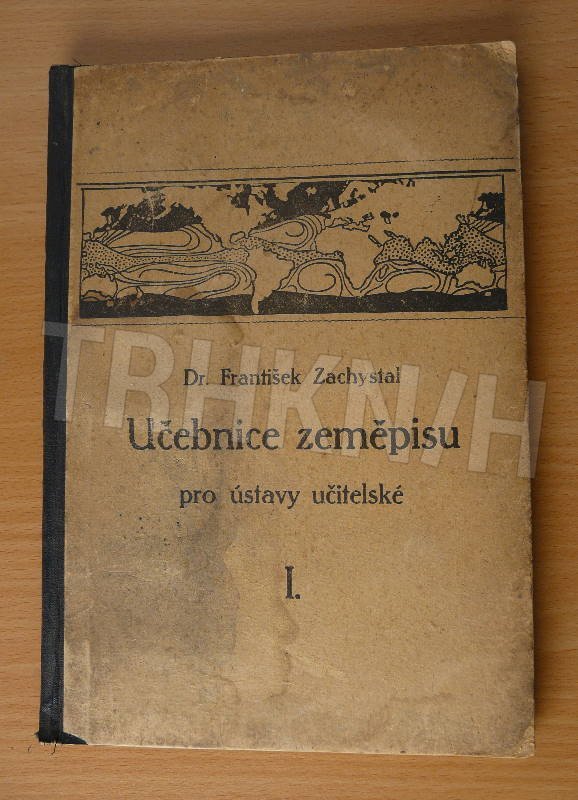 Dr. František Zachystal
Učebnice zeměpisu
pro ústavy učitelské
I.
TRHKNIH